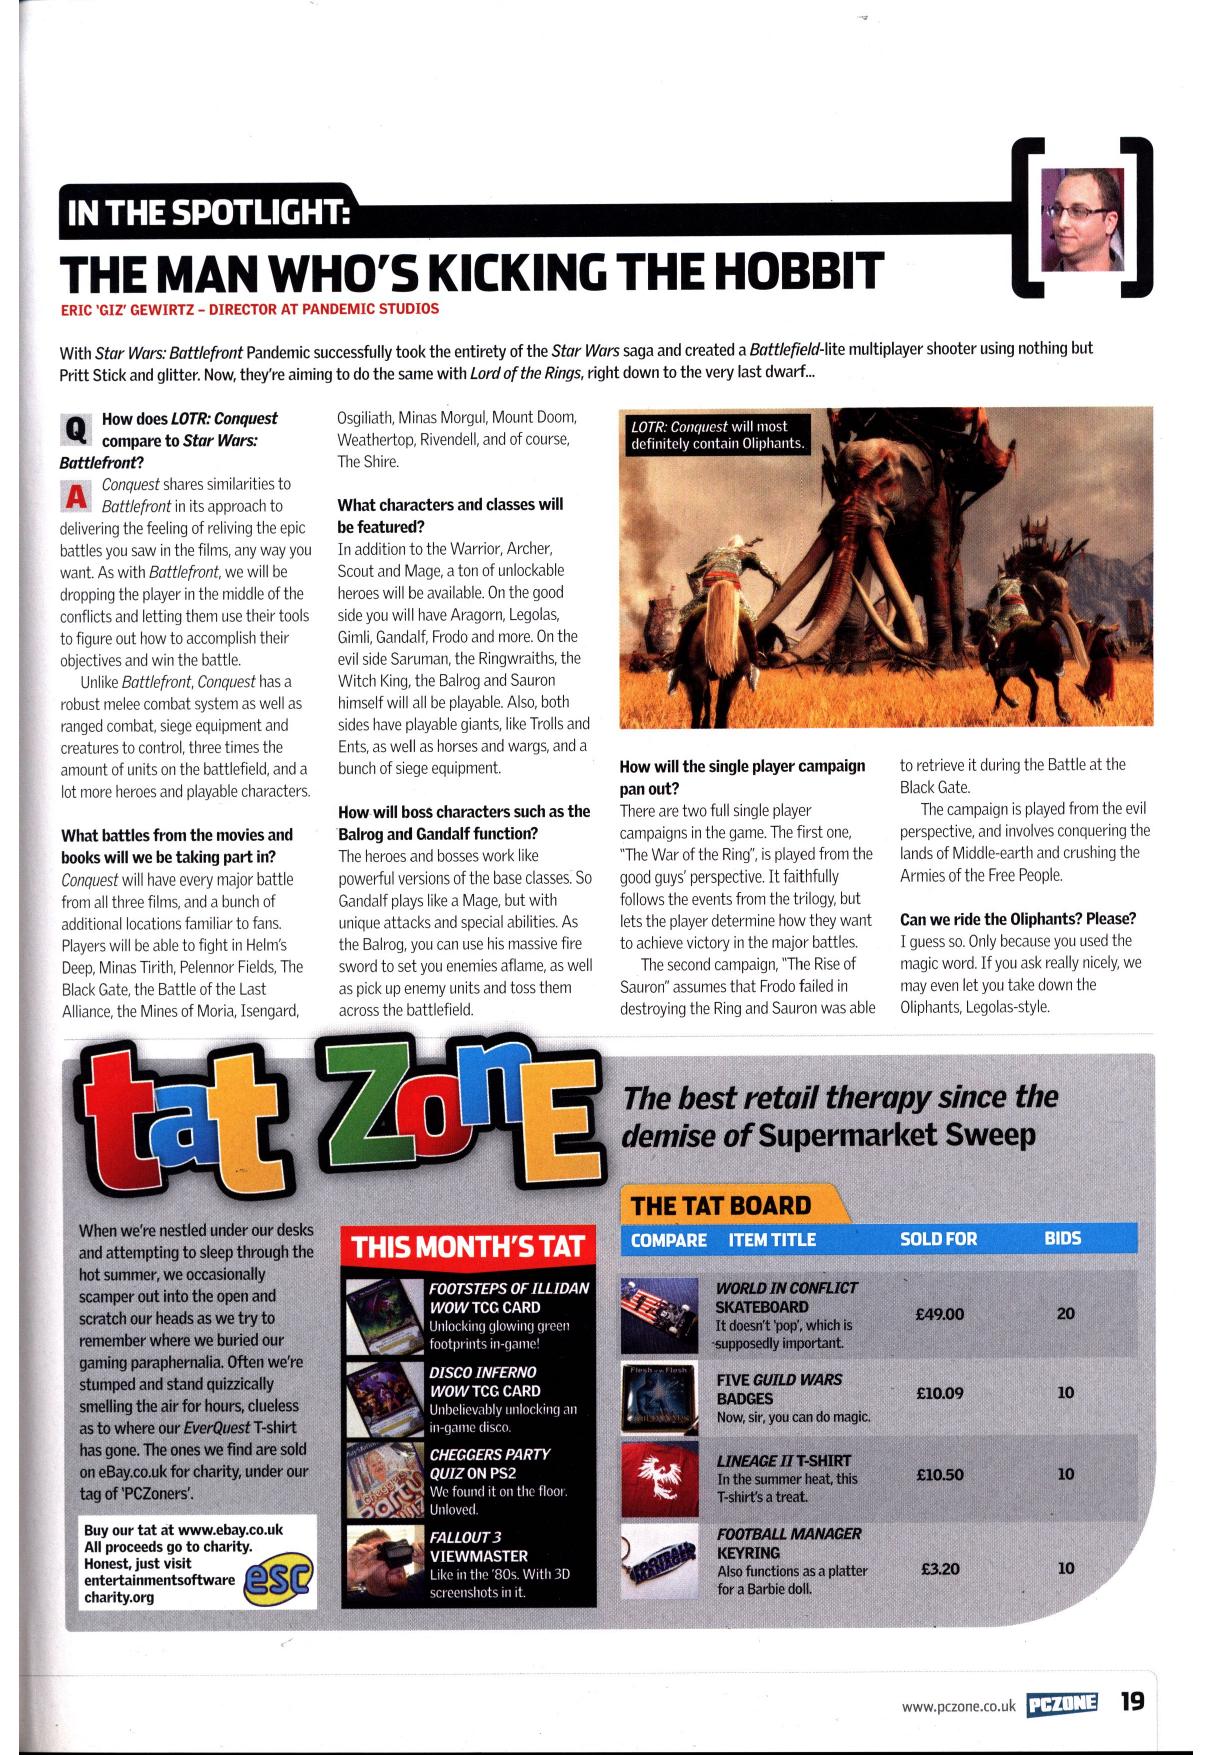 IN THE SPOTLIGHT:
THE MAN WHO'S KICKING THE HOBBIT
ERIC 'GIZ' GEWIRTZ – DIRECTOR AT PANDEMIC STUDIOS
With Star Wars: Battlefront Pandemic successfully took the entirety of the Star Wars saga and created a Battlefield-lite multiplayer shooter using nothing but
Pritt Stick and glitter. Now, they're aiming to do the same with Lord of the Rings, right down to the very last dwarf...
Q How does LOTR: Conquest
compare to Star Wars:
Battlefront?
A Conquest shares similarities to
Battlefront in its approach to
delivering the feeling of reliving the epic
battles you saw in the films, any way you
want. As with Battlefront, we will be
dropping the player in the middle of the
conflicts and letting them use their tools
to figure out how to accomplish their
objectives and win the battle.
Unlike Battlefront, Conquest has a
robust melee combat system as well as
ranged combat, siege equipment and
creatures to control, three times the
amount of units on the battlefield, and a
lot more heroes and playable characters.
What battles from the movies and
books will we be taking part in?
Conquest will have every major battle
from all three films, and a bunch of
additional locations familiar to fans.
Players will be able to fight in Helm's
Deep, Minas Tirith, Pelennor Fields, The
Black Gate, the Battle of the Last
Alliance, the Mines of Moria, Isengard,
Osgiliath, Minas Morgul, Mount Doom,
Weathertop, Rivendell, and of course,
The Shire.
What characters and classes will
be featured?
In addition to the Warrior, Archer,
Scout and Mage, a ton of unlockable
heroes will be available. On the good
side you will have Aragorn, Legolas,
Gimli, Gandalf, Frodo and more. On the
evil side Saruman, the Ringwraiths, the
Witch King, the Balrog and Sauron
himself will all be playable. Also, both
sides have playable giants, like Trolls and
Ents, as well as horses and wargs, and a
bunch of siege equipment.
How will boss characters such as the
Balrog and Gandalf function?
The heroes and bosses work like
powerful versions of the base classes. So
Gandalf plays like a Mage, but with
unique attacks and special abilities. As
the Balrog, you can use his massive fire
sword to set you enemies aflame, as well
as pick up enemy units and toss them
across the battlefield.
LOTR: Conquest will most
definitely contain Oliphants.
How will the single player campaign
pan out?
There are two full single player
campaigns in the game. The first one,
"The War of the Ring", is played from the
good guys' perspective. It faithfully
follows the events from the trilogy, but
lets the player determine how they want
to achieve victory in the major battles.
The second campaign, "The Rise of
Sauron" assumes that Frodo failed in
destroying the Ring and Sauron was able
to retrieve it during the Battle at the
Black Gate.
The campaign is played from the evil
perspective, and involves conquering the
lands of Middle-earth and crushing the
Armies of the Free People.
Can we ride the Oliphants? Please?
I guess so. Only because you used the
magic word. If you ask really nicely, we
may even let you take down the
Oliphants, Legolas-style.
tat ZonE
The best retail therapy since the
demise of Supermarket Sweep
When we're nestled under our desks
and attempting to sleep through the
hot summer, we occasionally
scamper out into the open and
scratch our heads as we try to
remember where we buried our
gaming paraphernalia. Often we're
stumped and stand quizzically
smelling the air for hours, clueless
as to where our EverQuest T-shirt
has gone. The ones we find are sold
on eBay.co.uk for charity, under our
tag of 'PCZoners'.
Buy our tat at www.ebay.co.uk
All proceeds go to charity.
Honest, just visit
entertainmentsoftware
charity.org
esc
THIS MONTH'S TAT
FOOTSTEPS OF ILLIDAN
WOW TCG CARD
Unlocking glowing green
footprints in-game!
DISCO INFERNO
WOW TCG CARD
Unbelievably unlocking an
in-game disco.
CHEGGERS PARTY
QUIZ ON PS2
We found it on the floor.
Unloved.
FALLOUT 3
VIEWMASTER
Like in the '80s. With 3D
screenshots in it.
THE TAT BOARD
COMPARE ITEM TITLE SOLD FOR BIDS
WORLD IN CONFLICT
SKATEBOARD
It doesn't 'pop', which is
supposedly important.
£49.00 20
FIVE GUILD WARS
BADGES
Now, sir, you can do magic.
£10.09 10
LINEAGE II T-SHIRT
In the summer heat, this
T-shirt's a treat.
£10.50 10
FOOTBALL MANAGER
KEYRING
Also functions as a platter
for a Barbie doll.
£3.20 10
www.pczone.co.uk PCZONE 19